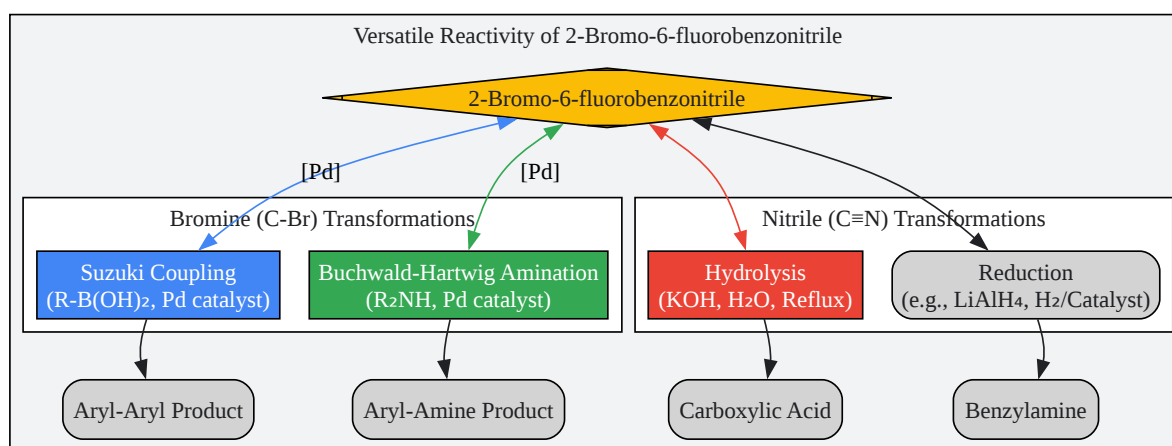 Versatile Reactivity of 2-Bromo-6-fluorobenzonitrile
2-Bromo-6-fluorobenzonitrile
[Pd]
[Pd]
Bromine (C-Br) Transformations
Nitrile (C≡N) Transformations
Suzuki Coupling
(R-B(OH)₂, Pd catalyst)
Buchwald-Hartwig Amination
(R₂NH, Pd catalyst)
Hydrolysis
(KOH, H₂O, Reflux)
Reduction
(e.g., LiAlH₄, H₂/Catalyst)
Aryl-Aryl Product
Aryl-Amine Product
Carboxylic Acid
Benzylamine